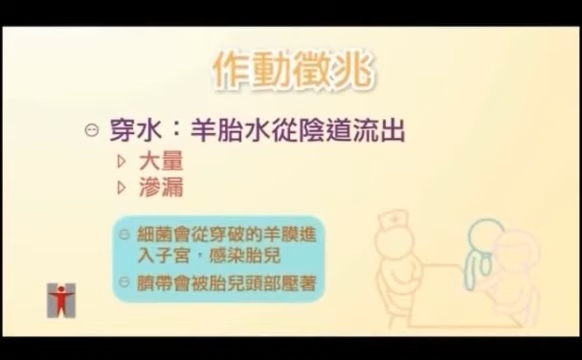 作動徵兆
穿水：羊胎水從陰道流出
大量
滲漏
細菌會從穿破的羊膜進
入子宮，感染胎兒
臍帶會被胎兒頭部壓著